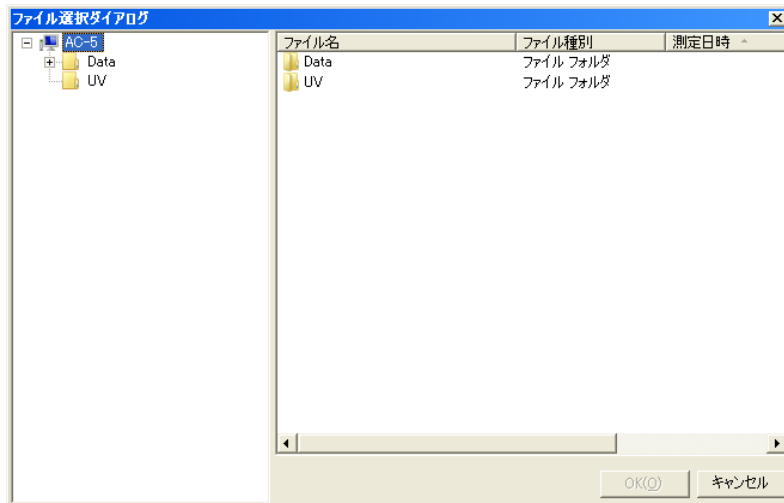 ファイル選択ダイアログ
AC-5
Data
UV
ファイル名 ファイル種別 測定日時
Data ファイル フォルダ
UV ファイル フォルダ
OK(O) キャンセル